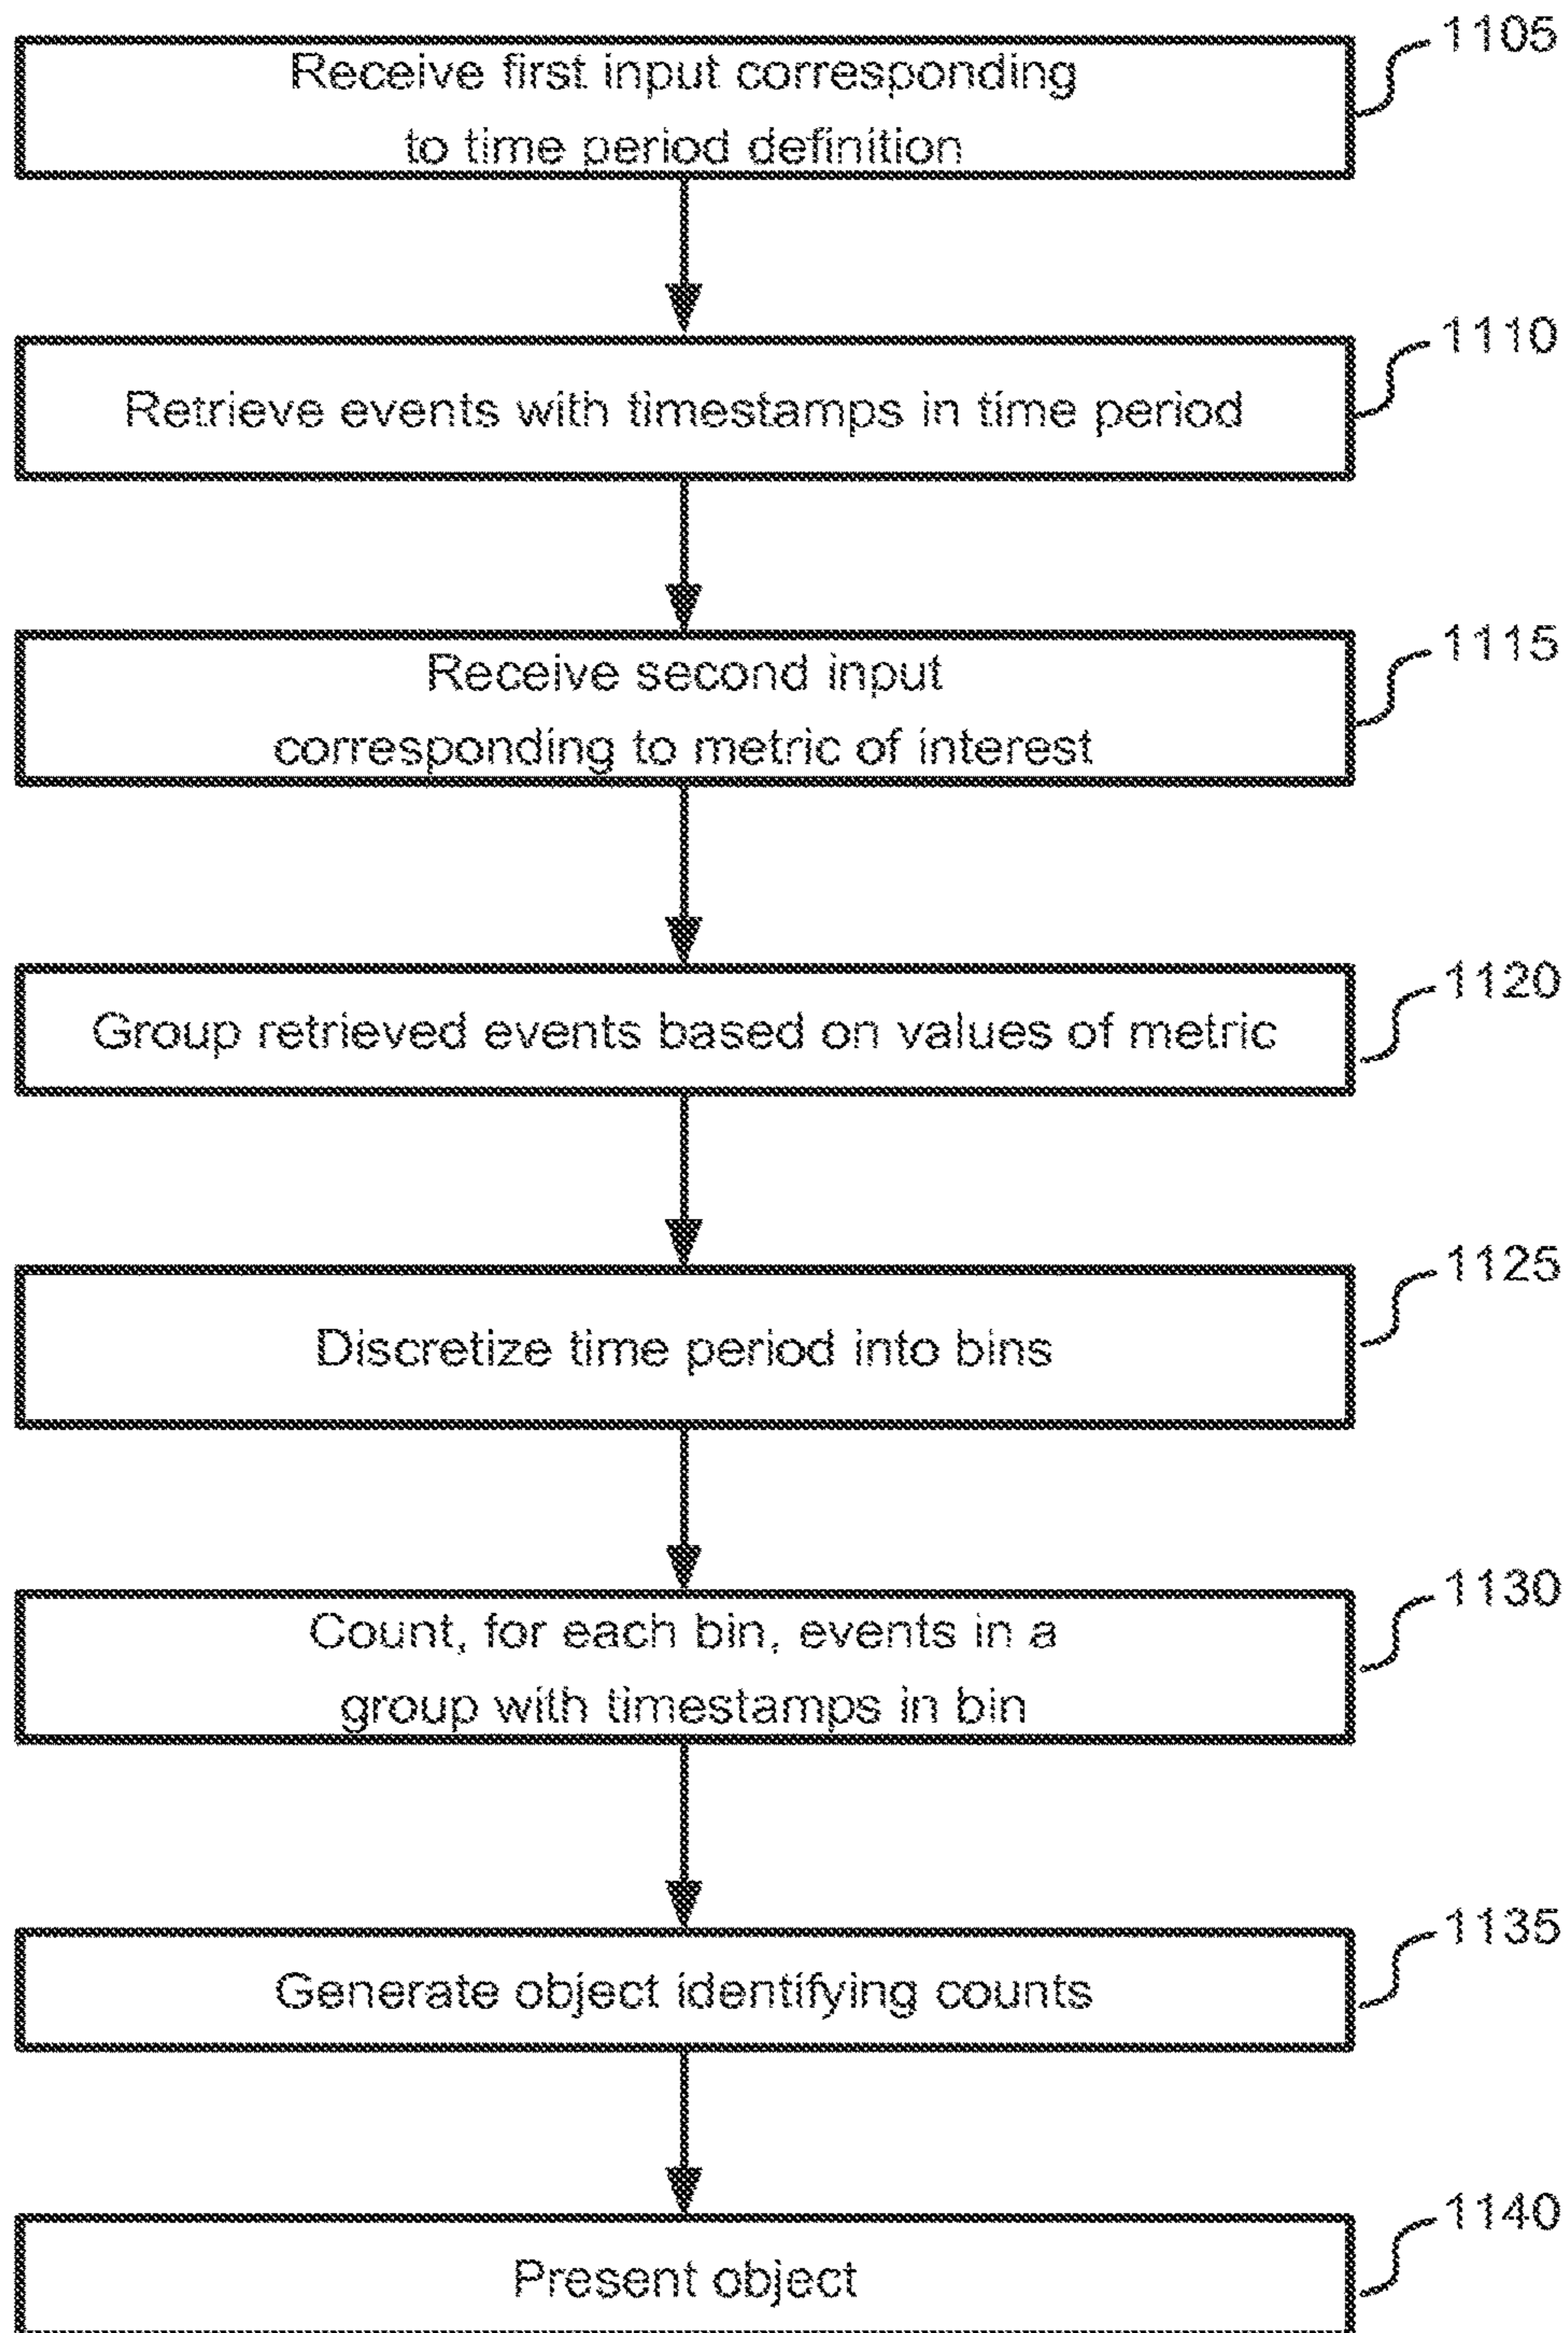 1105
Receive first input corresponding
to time period definition
1110
Retrieve events with timestamps in time period
1115
Receive second input
corresponding to metric of interest
1120
Group retrieved events based on values of metric
1125
Discretize time period into bins
1130
Count, for each bin, events in a
group with timestamps in bin
1135
Generate object identifying counts
1140
Present object